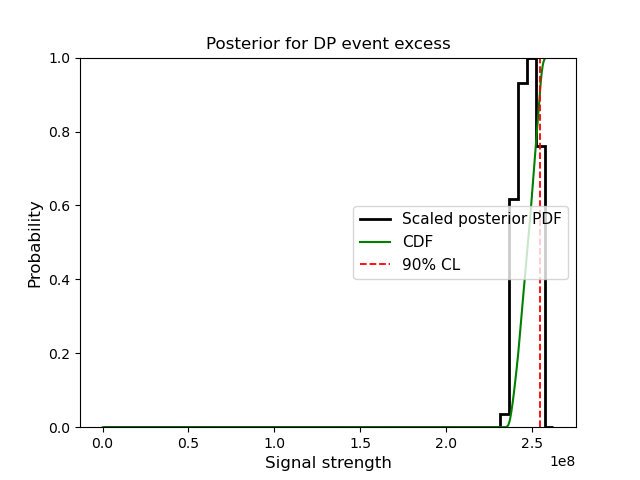 Posterior for DP event excess
1.0
0.8
0.6
0.4
0.2
0.0
Probability
Scaled posterior PDF
CDF
90% CL
0.0 0.5 1.0 1.5 2.0 2.5
1e8
Signal strength